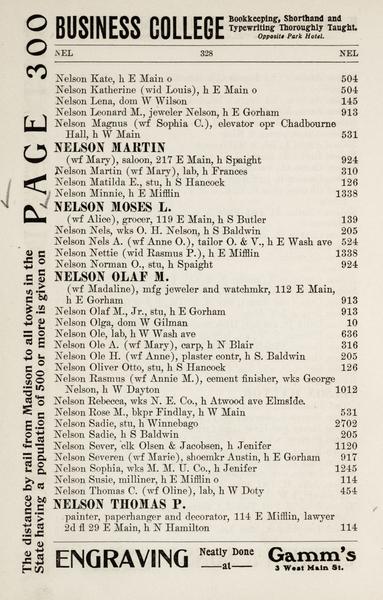 BUSINESS COLLEGE
Bookkeeping, Shorthand and
Typewriting Thoroughly Taught.
Opposite Park Hotel.
NEL 328 NEL
Nelson Kate, h E Main o 504
Nelson Katherine (wid Louis), h E Main o 504
Nelson Lena, dom W Wilson 145
Nelson Leonard M., jeweler Nelson, h E Gorham 913
Nelson Magnus (wf Sophia C.), elevator opr Chadbourne
Hall, h W Main 531
NELSON MARTIN
(wf Mary), saloon, 217 E Main, h Spaight 924
Nelson Martin (wf Mary), lab, h Frances 310
Nelson Matilda E., stu, h S Hancock 126
Nelson Minnie, h E Mifflin 1338
NELSON MOSES L.
(wf Alice), grocer, 119 E Main, h S Butler 139
Nelson Nels, wks O. H. Nelson, h S Baldwin 205
Nelson Nels A. (wf Anne O.), tailor O. & V., h E Wash ave 524
Nelson Nettie (wid Rasmus P.), h E Mifflin 1338
Nelson Norman O., stu, h Spaight 924
NELSON OLAF M.
(wf Madaline), mfg jeweler and watchmkr, 112 E Main,
h E Gorham 913
Nelson Olaf M., Jr., stu, h E Gorham 913
Nelson Olga, dom W Gilman 10
Nelson Ole, lab, h W Wash ave 636
Nelson Ole A. (wf Mary), carp, h N Blair 316
Nelson Ole H. (wf Anne), plaster contr, h S. Baldwin 205
Nelson Oliver Otto, stu, h S Hancock 126
Nelson Rasmus (wf Annie M.), cement finisher, wks George
Nelson, h W Dayton 1012
Nelson Rebecca, wks N. E. Co., h Atwood ave Elmside.
Nelson Rose M., bkpr Findlay, h W Main 531
Nelson Sadie, stu, h Winnebago 2702
Nelson Sadie, h S Baldwin 205
Nelson Sever, clk Olsen & Jacobsen, h Jenifer 1120
Nelson Severen (wf Marie), shoemkr Austin, h E Gorham 917
Nelson Sophia, wks M. M. U. Co., h Jenifer 1245
Nelson Susie, milliner, h E Mifflin o 114
Nelson Thomas C. (wf Oline), lab, h W Doty 454
NELSON THOMAS P.
painter, paperhanger and decorator, 114 E Mifflin, lawyer
2d fl 29 E Main, h N Hamilton 114
ENGRAVING Neatly Done
—at— Gamm's
3 West Main St.
The distance by rail from Madison to all towns in the
State having a population of 500 or more is given on PAGE 300